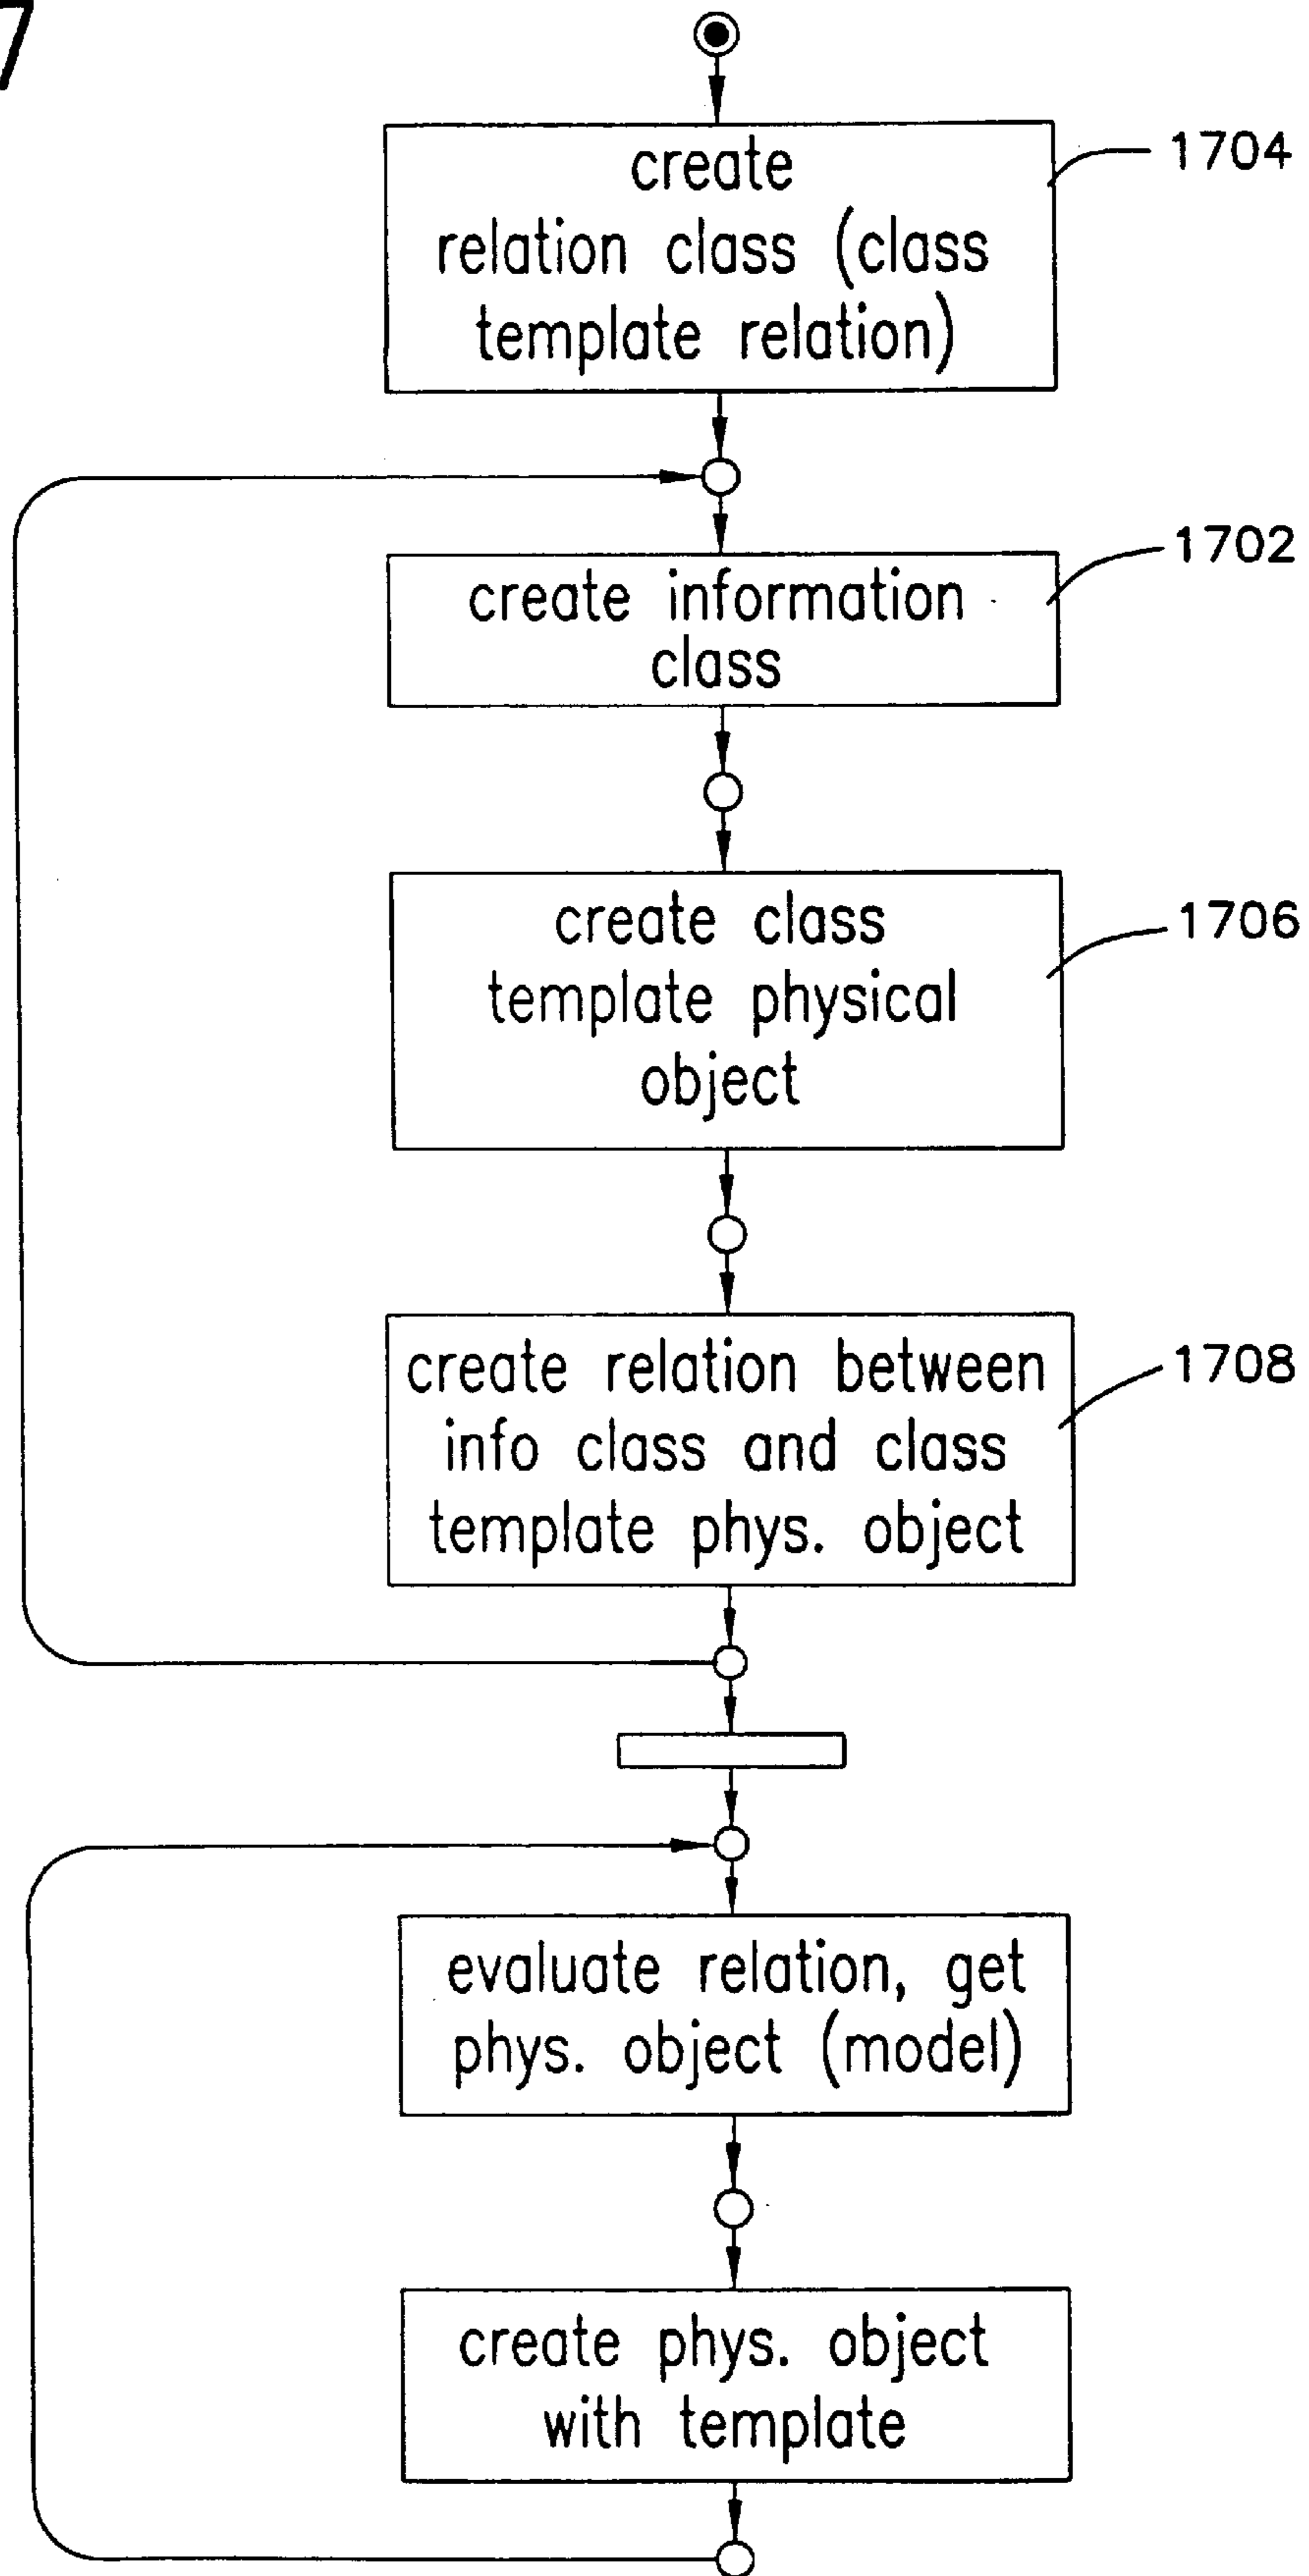 7
create
relation class (class
template relation)
1704
create information
class
1702
create class
template physical
object
1706
create relation between
info class and class
template phys. object
1708
evaluate relation, get
phys. object (model)
create phys. object
with template